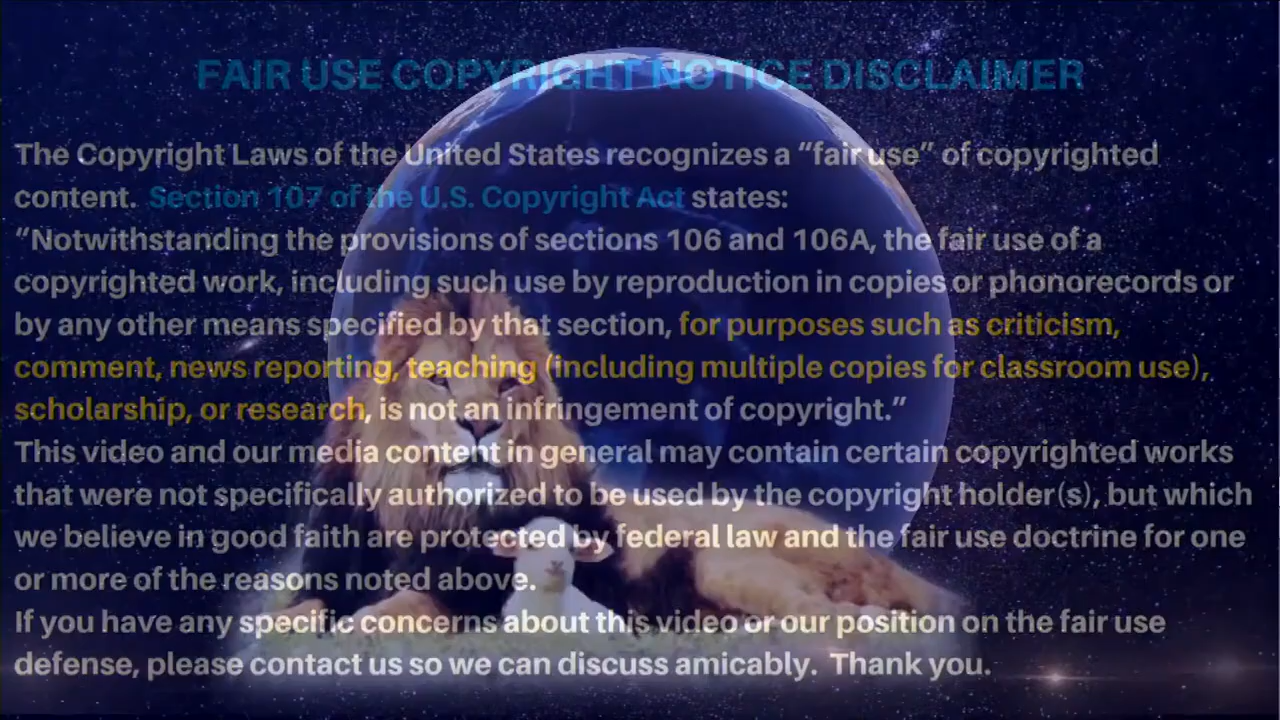 FAIR USE COPYRIGHT NOTICE DISCLAIMER
The Copyright Laws of the United States recognizes a “fair use” of copyrighted
content. Section 107 of the U.S. Copyright Act states:
“Notwithstanding the provisions of sections 106 and 106A, the fair use of a
copyrighted work, including such use by reproduction in copies or phonorecords or
by any other means specified by that section, for purposes such as criticism,
comment, news reporting, teaching (including multiple copies for classroom use),
scholarship, or research, is not an infringement of copyright.”
This video and our media content in general may contain certain copyrighted works
that were not specifically authorized to be used by the copyright holder(s), but which
we believe in good faith are protected by federal law and the fair use doctrine for one
or more of the reasons noted above.
If you have any specific concerns about this video or our position on the fair use
defense, please contact us so we can discuss amicably. Thank you.